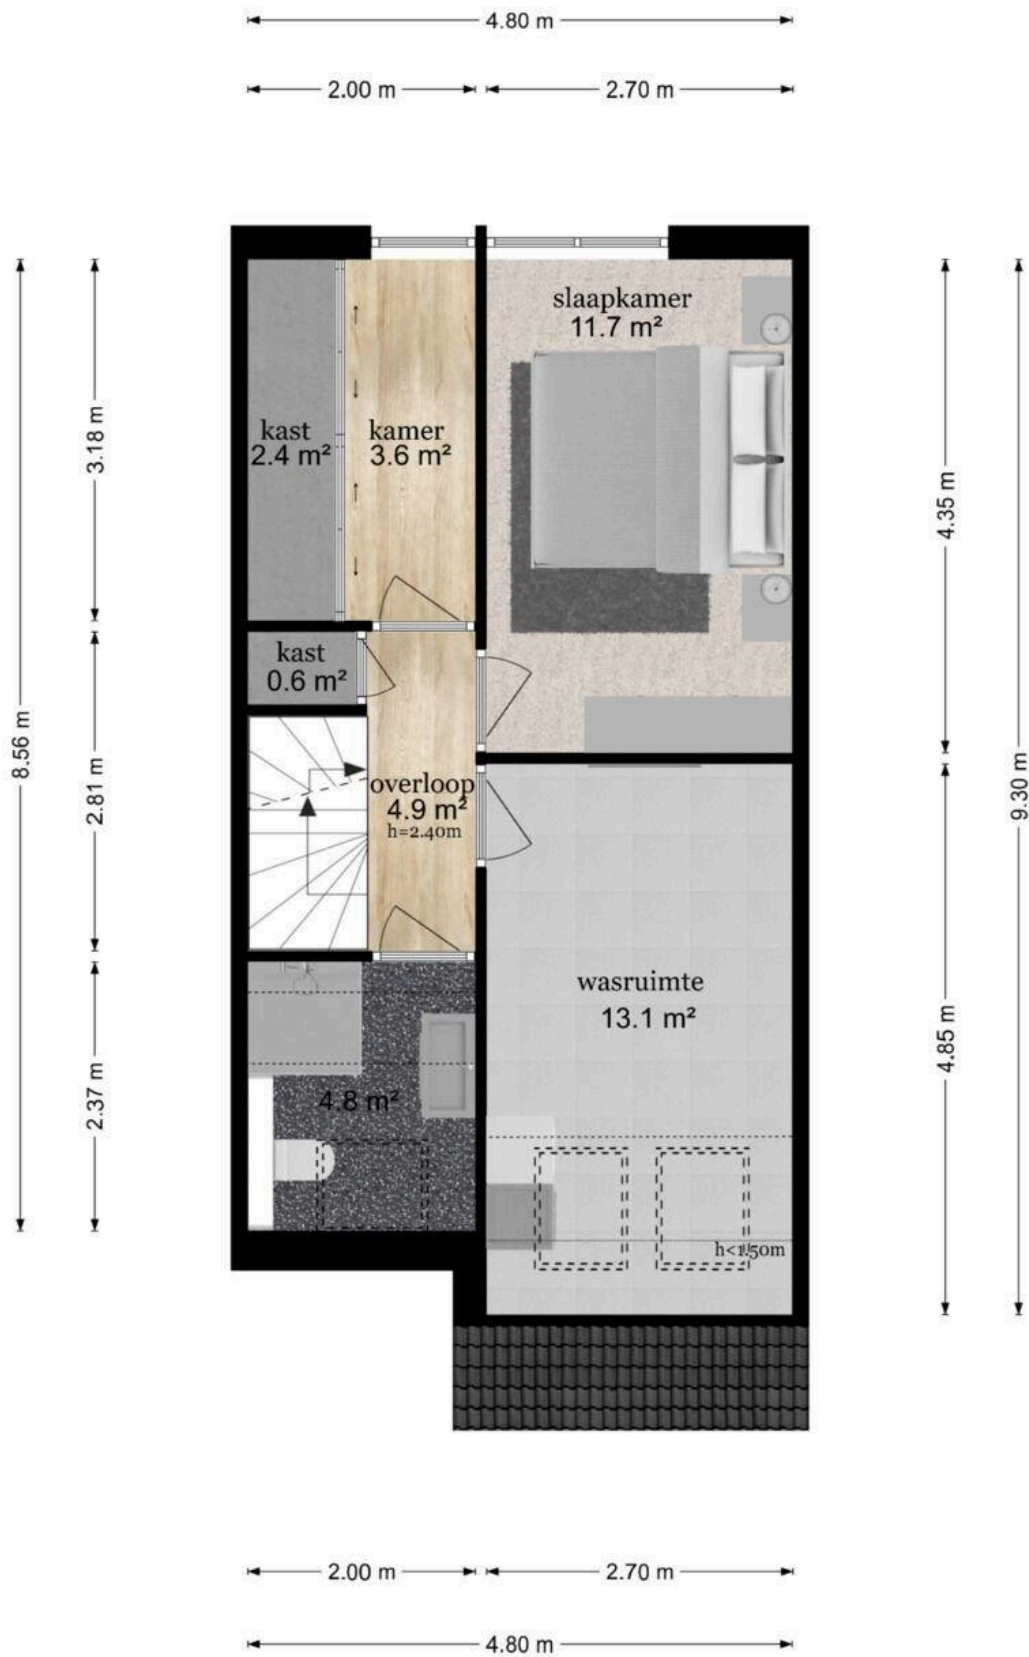 4.80 m
2.00 m
2.70 m
slaapkamer
11.7 m²
kast
2.4 m²
kamer
3.6 m²
3.18 m
4.35 m
kast
0.6 m²
8.56 m
2.81 m
overloop
4.9 m²
h=2.40m
9.30 m
wasruimte
13.1 m²
4.85 m
2.37 m
4.8 m²
h<1.50m
2.00 m
2.70 m
4.80 m